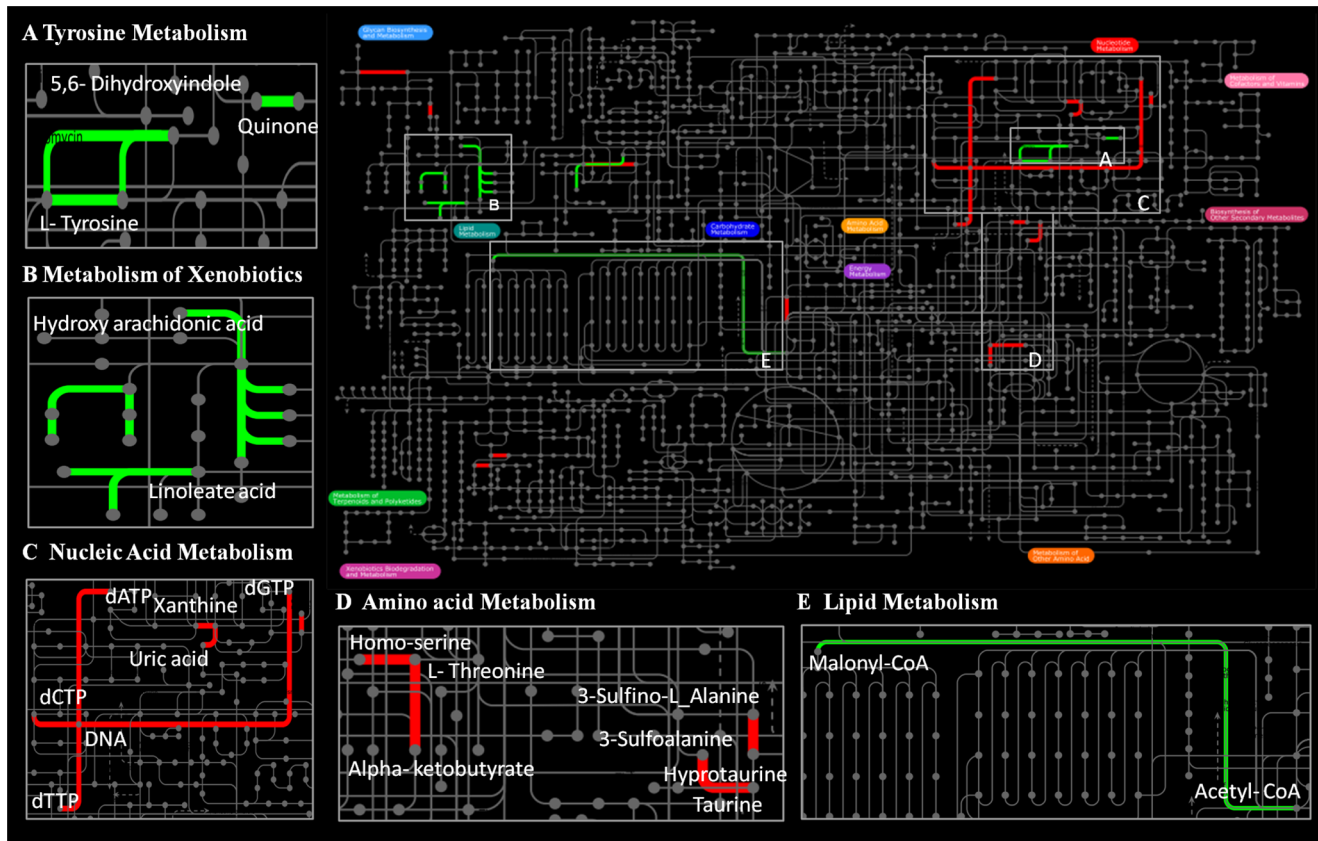 A Tyrosine Metabolism
5,6- Dihydroxyindole
Quinone
L- Tyrosine
B Metabolism of Xenobiotics
Hydroxy arachidonic acid
Linoleate acid
C Nucleic Acid Metabolism
dATP
dGTP
Xanthine
Uric acid
dCTP
DNA
dTTP
Glycan Biosynthesis
and Metabolism
Nucleotide
Metabolism
Metabolism of
Cofactors and Vitamins
A
B
C
Lipid
Metabolism
Carbohydrate
Metabolism
Amino Acid
Metabolism
Biosynthesis of
Other Secondary Metabolites
Energy
Metabolism
E
D
Metabolism of
Terpenoids and Polyketides
Xenobiotics Biodegradation
and Metabolism
Metabolism of
Other Amino Acid
D Amino acid Metabolism
Homo-serine
L- Threonine
3-Sulfino-L_Alanine
3-Sulfoalanine
Alpha- ketobutyrate
Hyprotaurine
Taurine
E Lipid Metabolism
Malonyl-CoA
Acetyl- CoA